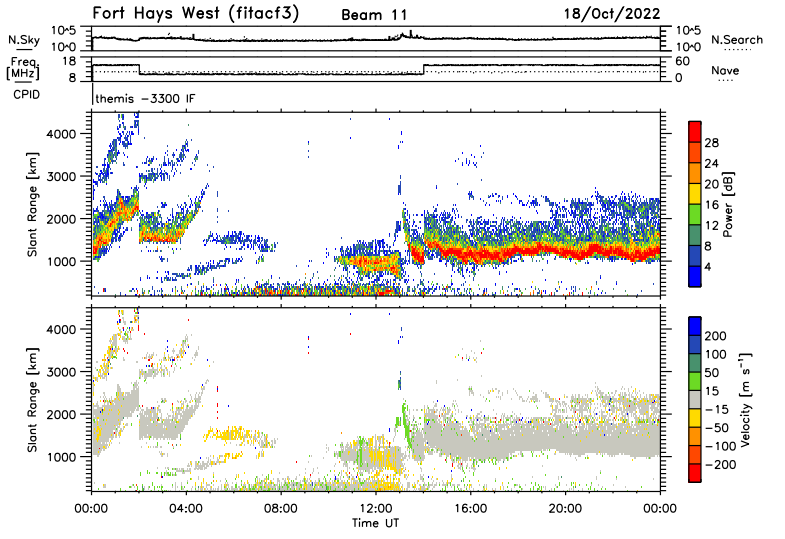 Fort Hays West (fitacf3) Beam 11 18/Oct/2022
N.Sky 10^5 10^0 10^5 10^0 N.Search
Freq. [MHz] 18 8 60 0 Nave
CPID themis -3300 IF
Slant Range [km]
4000
3000
2000
1000
Power [dB]
28
24
20
16
12
8
4
Slant Range [km]
4000
3000
2000
1000
Velocity [m s⁻¹]
200
100
50
15
-15
-50
-100
-200
00:00 04:00 08:00 12:00 16:00 20:00 00:00
Time UT